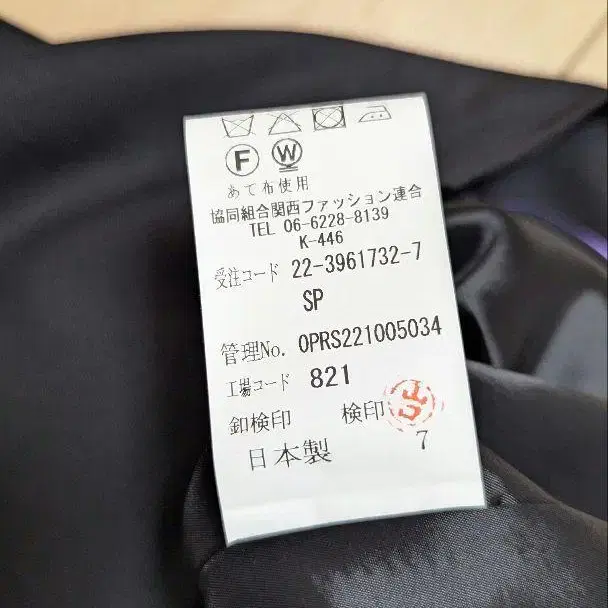 F W
あて布使用
協同組合関西ファッション連合
TEL 06-6228-8139
K-446
受注コード 22-3961732-7
SP
管理No. OPRS221005034
工場コード 821
釦検印 検印
7
日本製